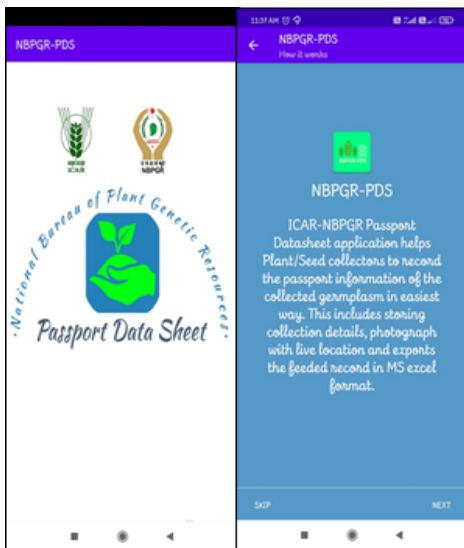 NBPGR-PDS
ICAR
NBPGR
National Bureau of Plant Genetic Resources
Passport Data Sheet
11:37 AM
NBPGR-PDS
How it works
NBPGR-PDS
ICAR-NBPGR Passport
Datasheet application helps
Plant/Seed collectors to record
the passport information of the
collected germplasm in easiest
way. This includes storing
collection details, photograph
with live location and exports
the feeded record in MS excel
format.
SKIP
NEXT